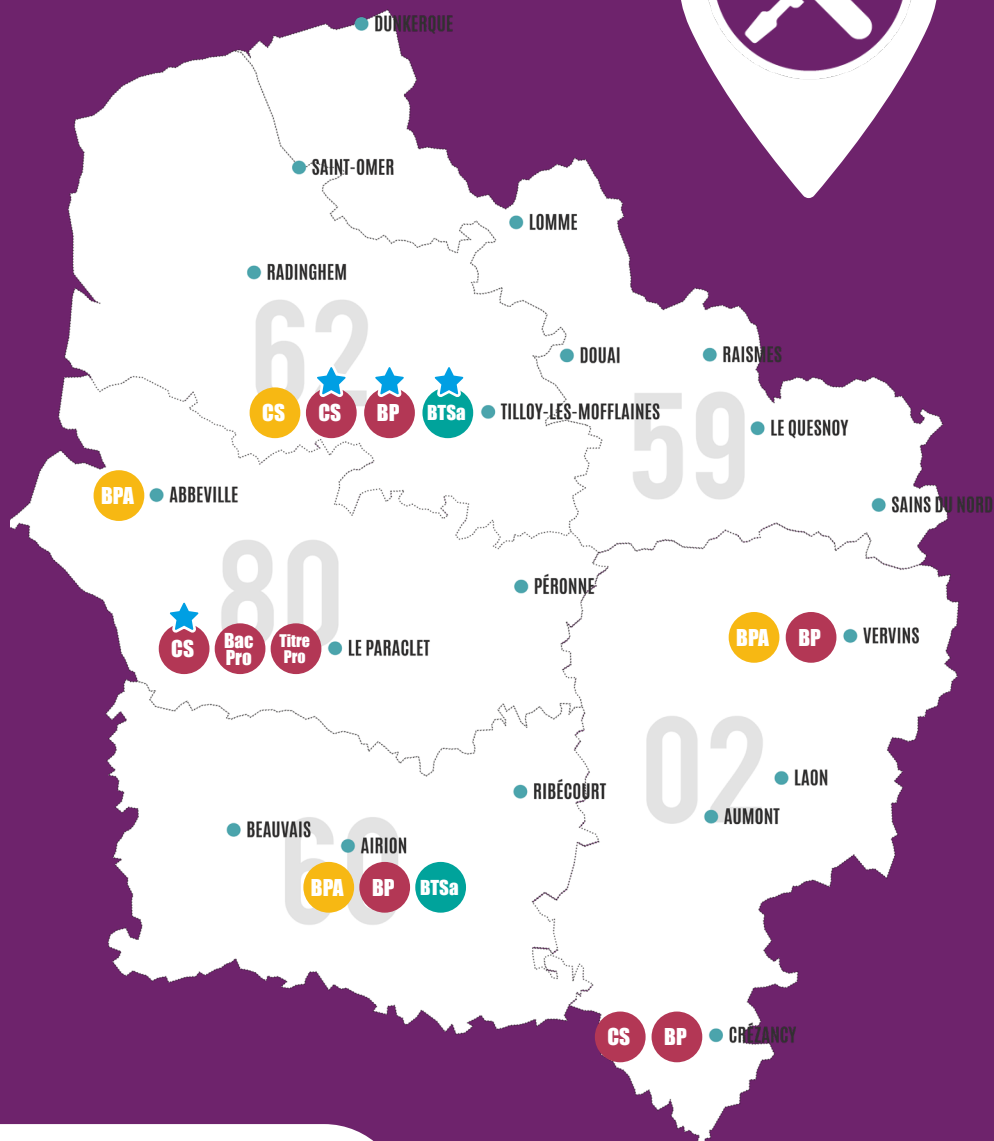 DUNKERQUE
SAINT-OMER
LOMME
RADINGHEM
62
DOUAI
RAISMES
CS CS BP BTSa TILLOY-LES-MOFFLAINES
59
LE QUESNOY
BPA ABBEVILLE
SAINS DU NORD
80
PÉRONNE
CS Bac Pro Titre Pro LE PARACLET
BPA BP VERVINS
02
LAON
RIBÉCOURT
AUMONT
BEAUVAIS
60
AIRION
BPA BP BTSa
CS BP CRÉZANCY